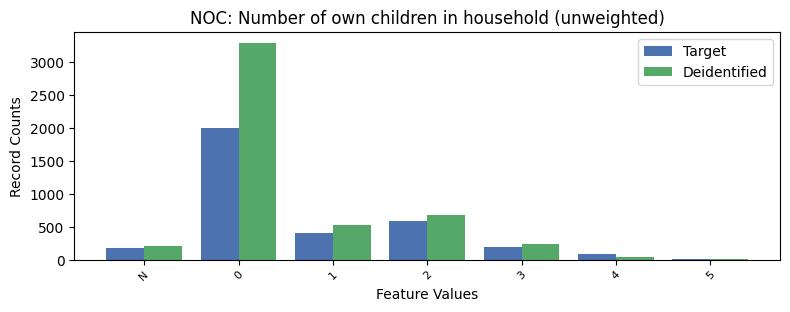 NOC: Number of own children in household (unweighted)
Target
Deidentified
Record Counts
3000
2500
2000
1500
1000
500
0
N 0 1 2 3 4 5
Feature Values